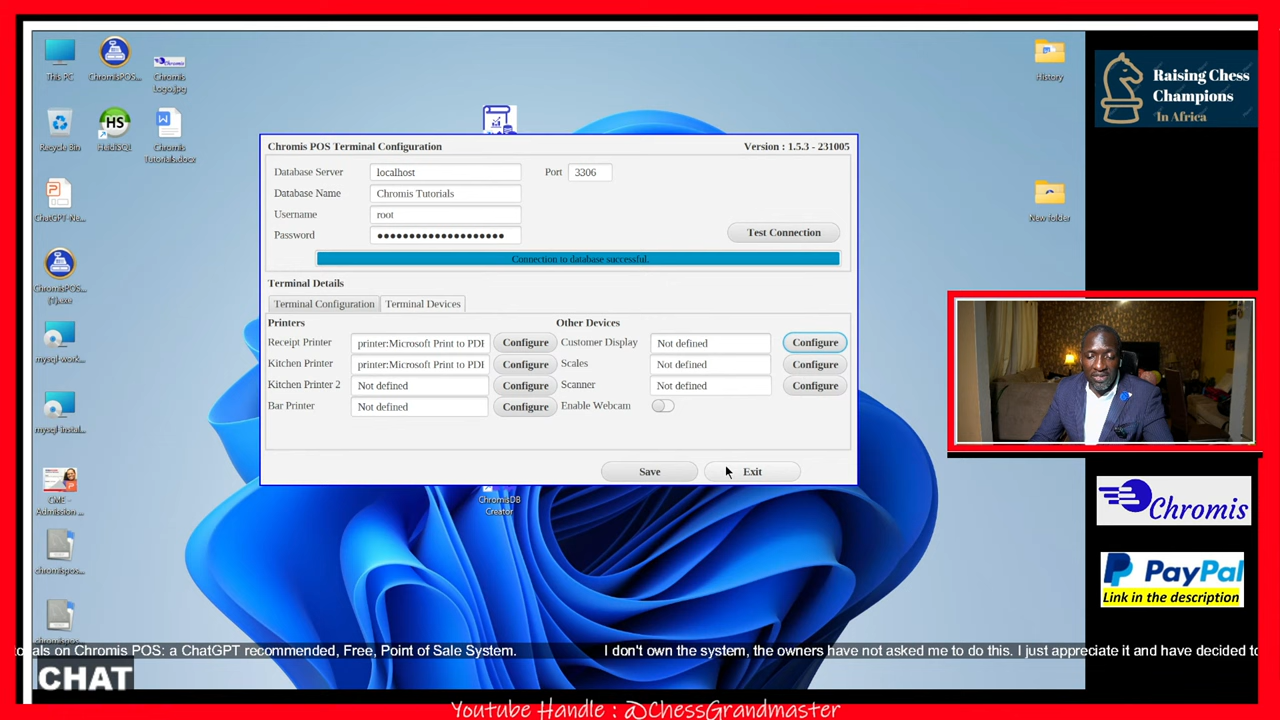 This PC
ChromisPOS...
Chromis
Logo.jpg
History
Recycle Bin
HS
HeidiSQL
Chromis
Tutorials.docx
ChatGPT-Ne...
New folder
ChromisPOS...
(1).exe
mysql-work...
mysql-instal...
CME -
Admission ...
chromispos...
chromispos...
ChromisDB
Creator
Chromis POS Terminal Configuration
Version : 1.5.3 - 231005
Database Server
localhost
Port
3306
Database Name
Chromis Tutorials
Username
root
Password
●●●●●●●●●●●●●●●●●●●●
Test Connection
Connection to database successful.
Terminal Details
Terminal Configuration
Terminal Devices
Printers
Other Devices
Receipt Printer
printer:Microsoft Print to PDF
Configure
Customer Display
Not defined
Configure
Kitchen Printer
printer:Microsoft Print to PDF
Configure
Scales
Not defined
Configure
Kitchen Printer 2
Not defined
Configure
Scanner
Not defined
Configure
Bar Printer
Not defined
Configure
Enable Webcam
Save
Exit
Raising Chess
Champions
In Africa
Chromis
PayPal
Link in the description
orials on Chromis POS: a ChatGPT recommended, Free, Point of Sale System.
I don't own the system, the owners have not asked me to do this. I just appreciate it and have decided to
CHAT
Youtube Handle : @ChessGrandmaster